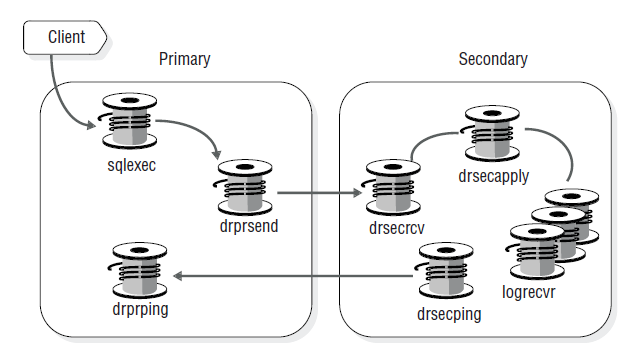 Client
Primary
Secondary
sqlexec
drprsend
drsecrcv
drsecapply
logrecvr
drprping
drsecping